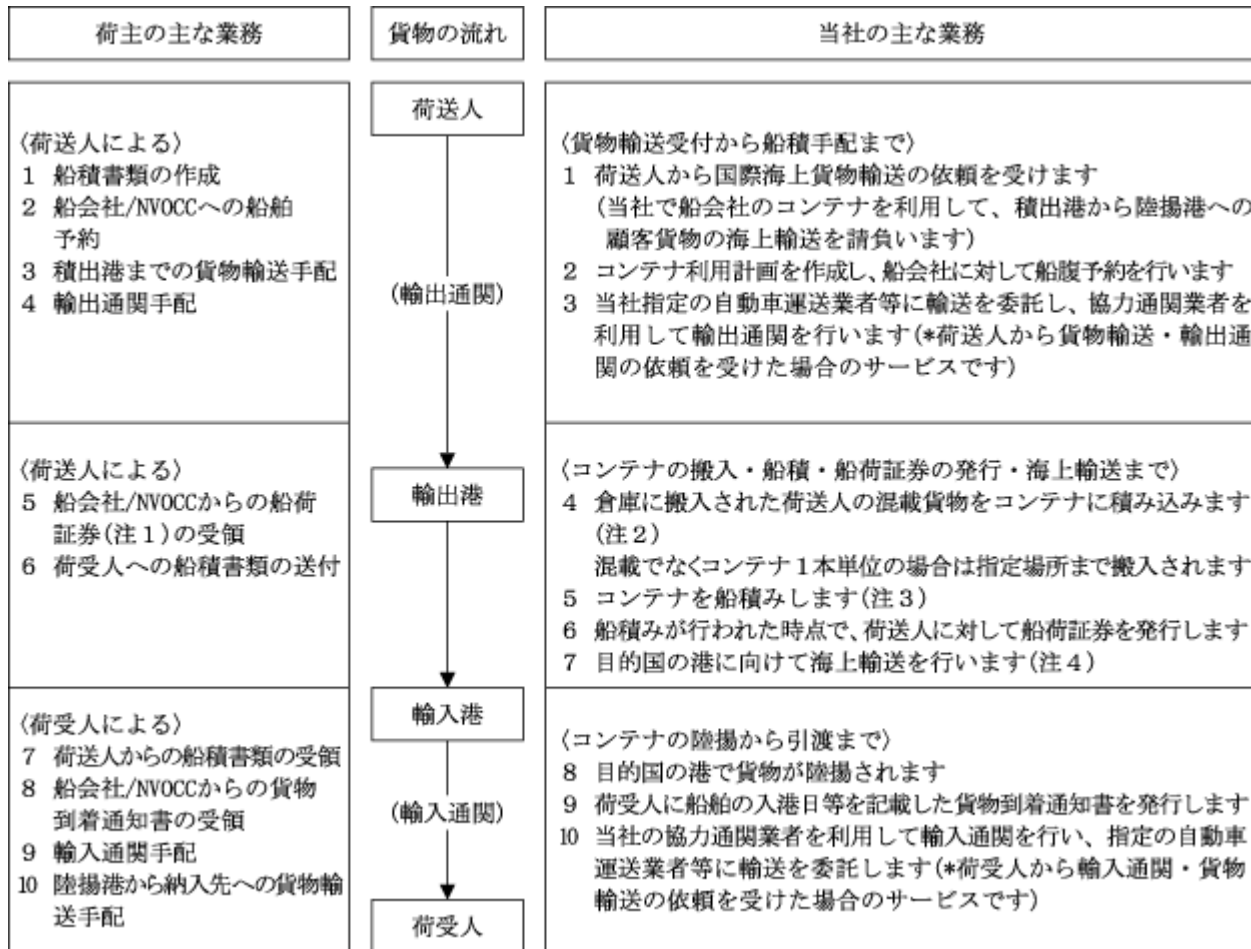 荷主の主な業務
貨物の流れ
当社の主な業務
〈荷送人による〉
1 船積書類の作成
2 船会社/NVOCCへの船舶
予約
3 積出港までの貨物輸送手配
4 輸出通関手配
荷送人
(輸出通関)
〈貨物輸送受付から船積手配まで〉
1 荷送人から国際海上貨物輸送の依頼を受けます
(当社で船会社のコンテナを利用して、積出港から陸揚港への
顧客貨物の海上輸送を請負います)
2 コンテナ利用計画を作成し、船会社に対して船腹予約を行います
3 当社指定の自動車運送業者等に輸送を委託し、協力通関業者を
利用して輸出通関を行います(*荷送人から貨物輸送・輸出通
関の依頼を受けた場合のサービスです)
〈荷送人による〉
5 船会社/NVOCCからの船荷
証券(注1)の受領
6 荷受人への船積書類の送付
輸出港
〈コンテナの搬入・船積・船荷証券の発行・海上輸送まで〉
4 倉庫に搬入された荷送人の混載貨物をコンテナに積み込みます
(注2)
混載でなくコンテナ1本単位の場合は指定場所まで搬入されます
5 コンテナを船積みします(注3)
6 船積みが行われた時点で、荷送人に対して船荷証券を発行します
7 目的国の港に向けて海上輸送を行います(注4)
〈荷受人による〉
7 荷送人からの船積書類の受領
8 船会社/NVOCCからの貨物
到着通知書の受領
9 輸入通関手配
10 陸揚港から納入先への貨物輸
送手配
輸入港
(輸入通関)
荷受人
〈コンテナの陸揚から引渡まで〉
8 目的国の港で貨物が陸揚されます
9 荷受人に船舶の入港日等を記載した貨物到着通知書を発行します
10 当社の協力通関業者を利用して輸入通関を行い、指定の自動車
運送業者等に輸送を委託します(*荷受人から輸入通関・貨物
輸送の依頼を受けた場合のサービスです)